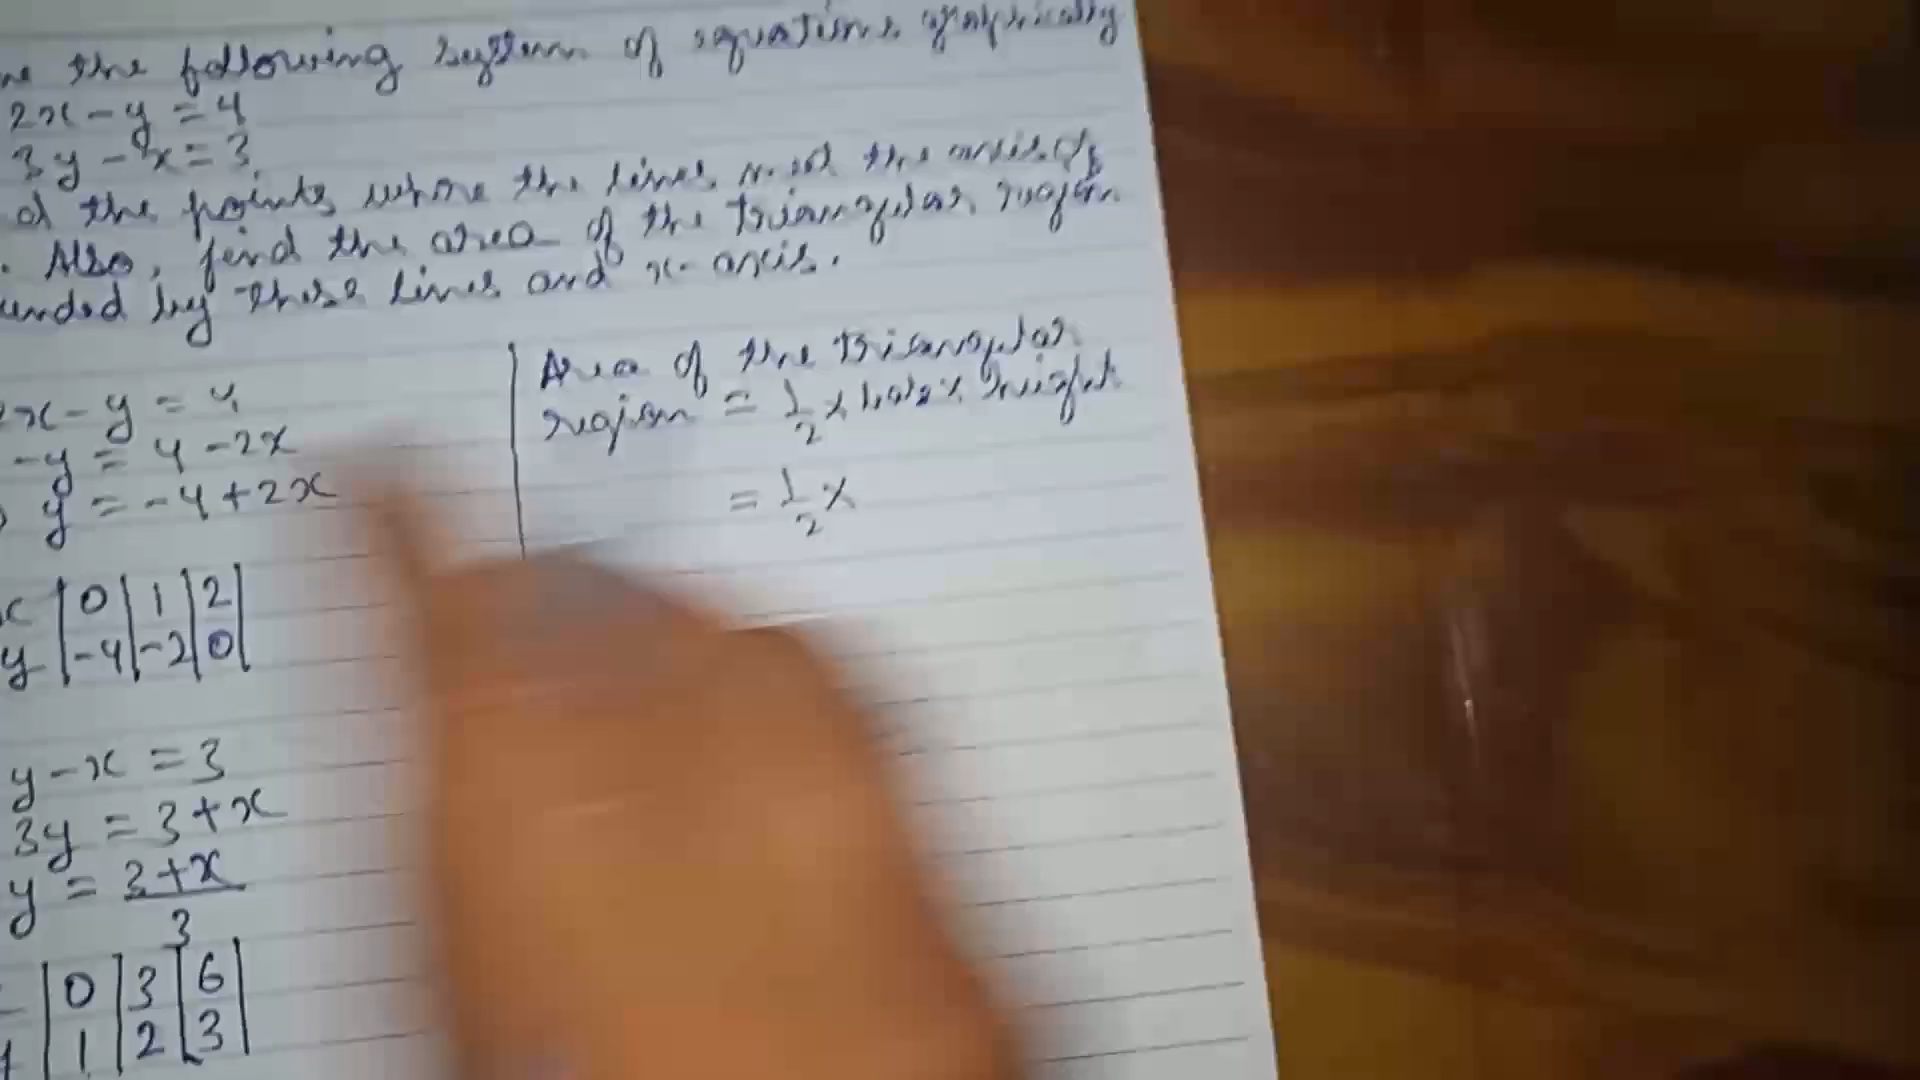 the following system of equations graphically
2x - y = 4
3y - x = 3
the points where the lines meet the axis of
. Also, find the area of the triangular region
unded by these lines and x-axis.
x - y = 4
-y = 4 - 2x
y = -4 + 2x
0 1 2
y -4 -2 0
y - x = 3
3y = 3 + x
y = 3 + x
3
0 3 6
1 2 3
Area of the triangular
region = 1/2 x base x height
= 1/2 x